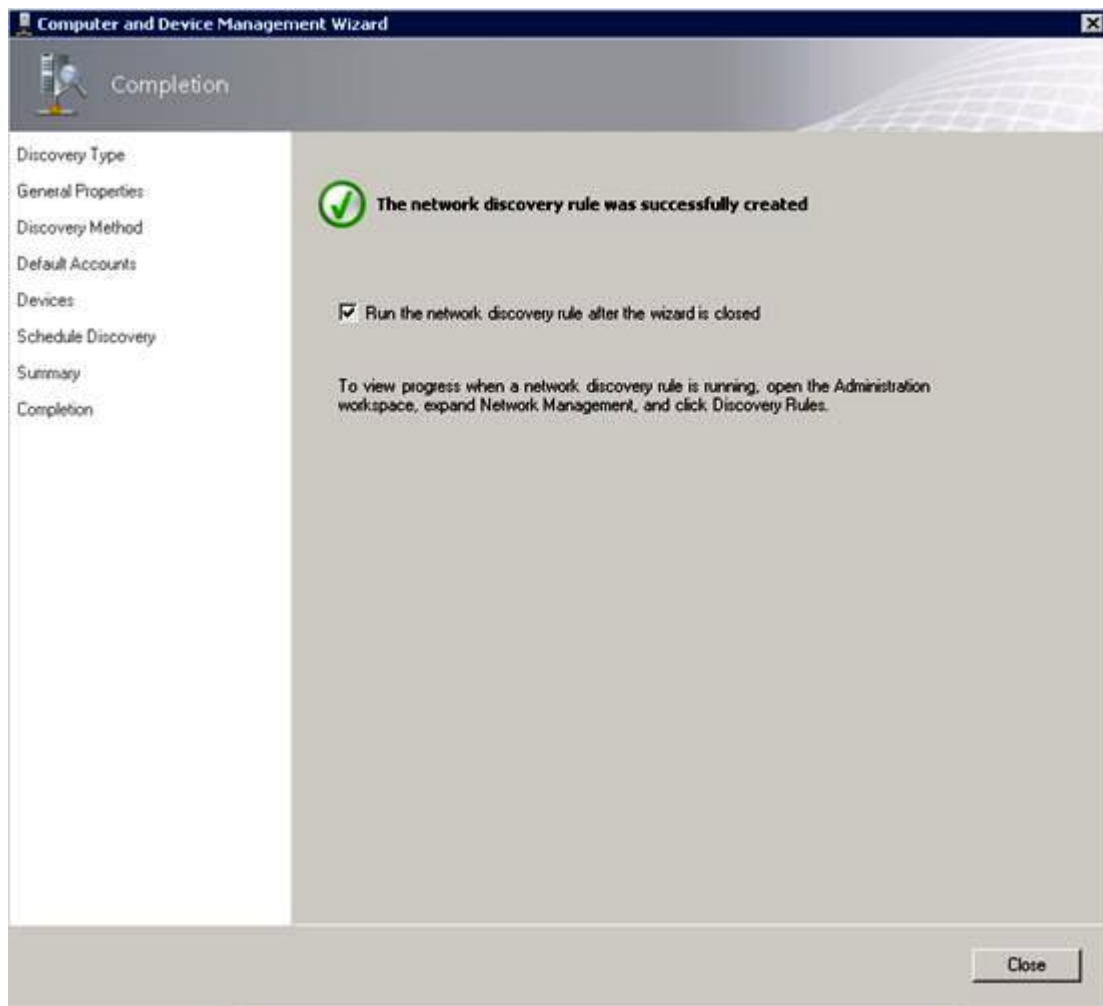 Computer and Device Management Wizard
Completion
Discovery Type
General Properties
Discovery Method
Default Accounts
Devices
Schedule Discovery
Summary
Completion
The network discovery rule was successfully created
Run the network discovery rule after the wizard is closed
To view progress when a network discovery rule is running, open the Administration
workspace, expand Network Management, and click Discovery Rules.
Close